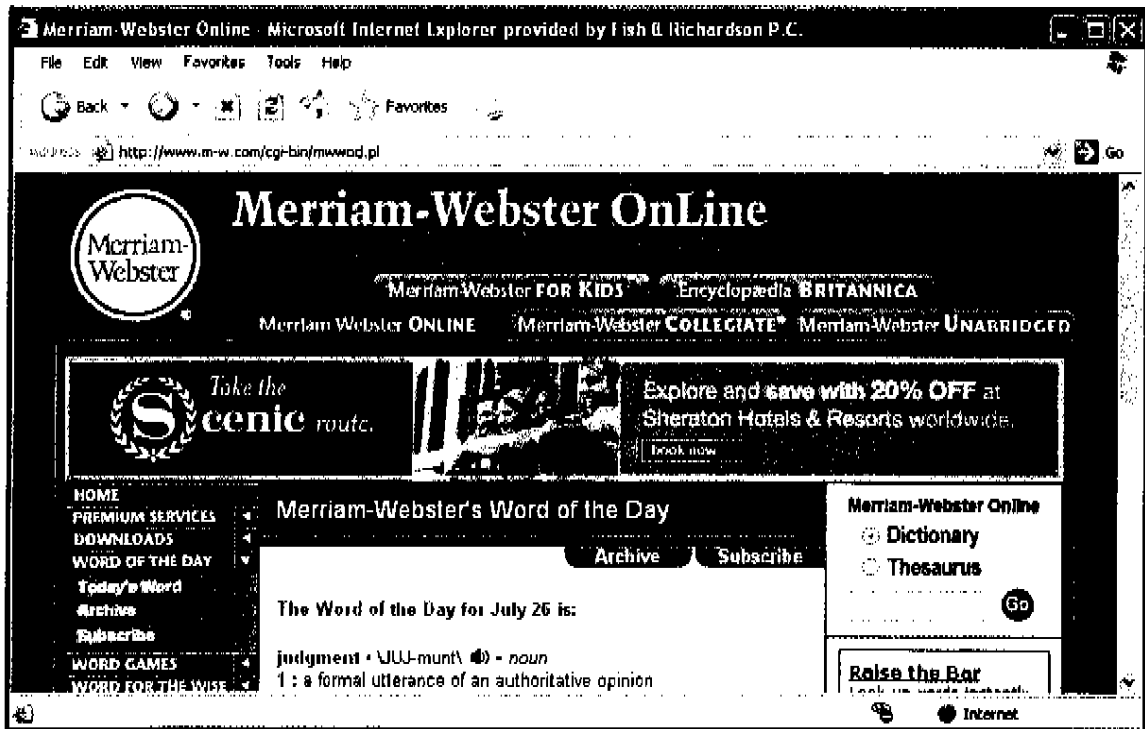 Merriam-Webster Online - Microsoft Internet Explorer provided by Fish & Richardson P.C.
File Edit View Favorites Tools Help
Back Favorites
Address http://www.m-w.com/cgi-bin/mwwod.pl Go
Merriam-Webster OnLine
Merriam-
Webster
Merriam-Webster FOR KIDS Encyclopædia BRITANNICA
Merriam-Webster ONLINE Merriam-Webster COLLEGIATE® Merriam-Webster UNABRIDGED
Take the
Scenic route.
Explore and save with 20% OFF at
Sheraton Hotels & Resorts worldwide.
book now
HOME
PREMIUM SERVICES
DOWNLOADS
WORD OF THE DAY
Today's Word
Archive
Subscribe
WORD GAMES
WORD FOR THE WISE
Merriam-Webster's Word of the Day
Archive Subscribe
The Word of the Day for July 26 is:
judgment • \JUJ-munt\ • noun
1 : a formal utterance of an authoritative opinion
Merriam-Webster Online
Dictionary
Thesaurus
Go
Raise the Bar
Look up words instantly
Internet